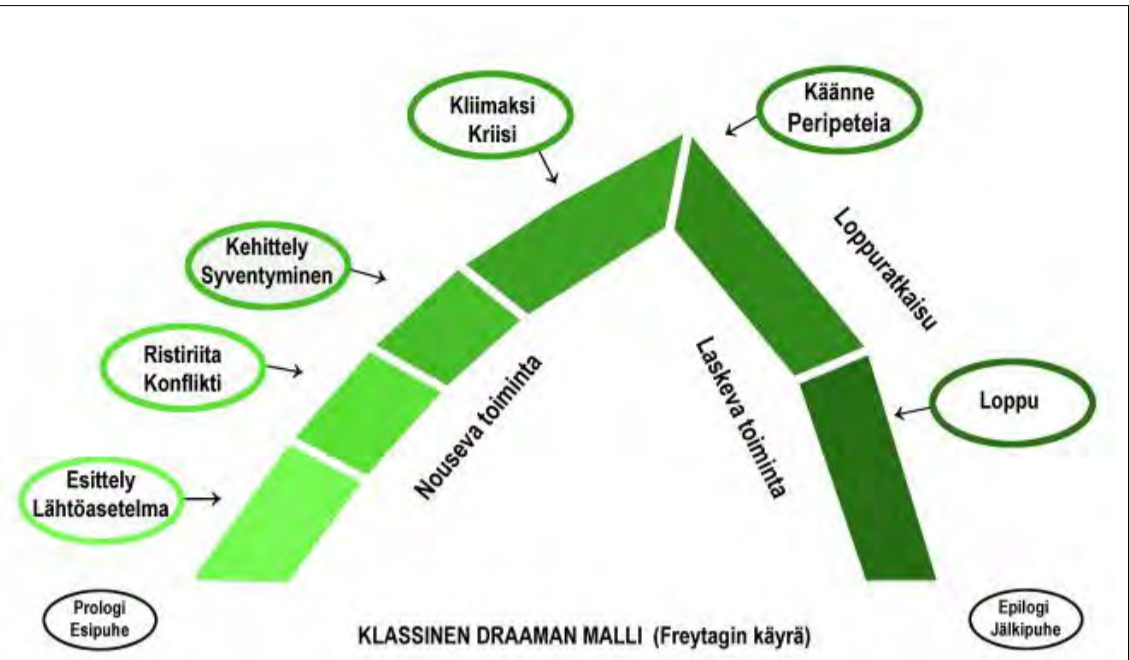 Kliimaksi
Kriisi
Käänne
Peripeteia
Kehittely
Syventyminen
Loppuratkaisu
Ristiriita
Konflikti
Nouseva toiminta
Laskeva toiminta
Loppu
Esittely
Lähtöasetelma
Prologi
Esipuhe
KLASSINEN DRAAMAN MALLI (Freytagin käyrä)
Epilogi
Jälkipuhe